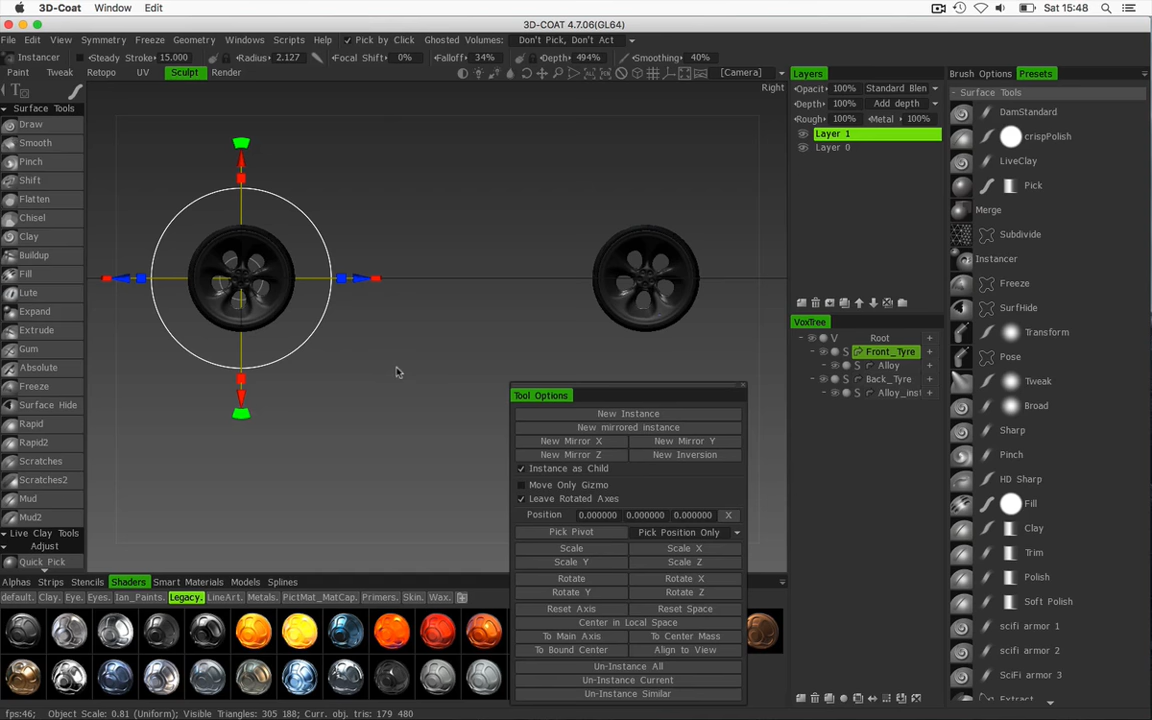 3D-Coat Window Edit Sat 15:48
3D-COAT 4.7.06(GL64)
File Edit View Symmetry Freeze Geometry Windows Scripts Help Pick by Click Ghosted Volumes: Don't Pick, Don't Act
Instancer Steady Stroke 15.000 Radius 2.127 Focal Shift 0% Falloff 34% Depth 494% Smoothing 40%
Paint Tweak Retopo UV Sculpt Render [Camera]
Right
Surface Tools
Draw
Smooth
Pinch
Shift
Flatten
Chisel
Clay
Buildup
Fill
Lute
Expand
Extrude
Gum
Absolute
Freeze
Surface Hide
Rapid
Rapid2
Scratches
Scratches2
Mud
Mud2
Live Clay Tools
Adjust
Quick Pick
Layers
Opacit 100% Standard Blen
Depth 100% Add depth
Rough 100% Metal 100%
Layer 1
Layer 0
VoxTree
V Root
S Front_Tyre
S Alloy
S Back_Tyre
S Alloy_inst
Brush Options Presets
Surface Tools
DamStandard
crispPolish
LiveClay
Pick
Merge
Subdivide
Instancer
Freeze
SurfHide
Transform
Pose
Tweak
Broad
Sharp
Pinch
HD Sharp
Fill
Clay
Trim
Polish
Soft Polish
scifi armor 1
scifi armor 2
SciFi armor 3
Extract
Tool Options
New Instance
New mirrored instance
New Mirror X New Mirror Y
New Mirror Z New Inversion
Instance as Child
Move Only Gizmo
Leave Rotated Axes
Position 0.000000 0.000000 0.000000 X
Pick Pivot Pick Position Only
Scale Scale X
Scale Y Scale Z
Rotate Rotate X
Rotate Y Rotate Z
Reset Axis Reset Space
Center in Local Space
To Main Axis To Center Mass
To Bound Center Align to View
Un-Instance All
Un-Instance Current
Un-Instance Similar
Alphas Strips Stencils Shaders Smart Materials Models Splines
default. Clay. Eye. Eyes. Ian_Paints. Legacy. LineArt. Metals. PictMat_MatCap. Primers. Skin. Wax.
fps:46; Object Scale: 0.81 (Uniform); Visible Triangles: 305 188; Curr. obj. tris: 179 480